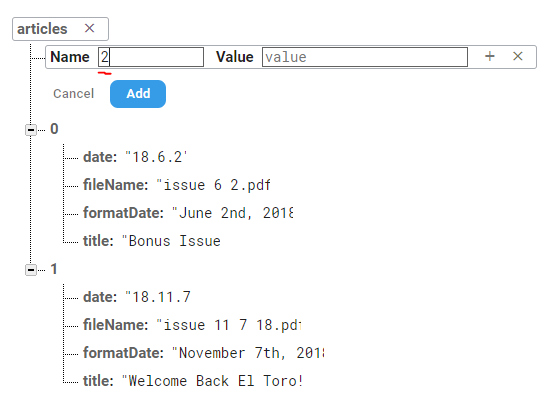 articles ×
Name 2 Value value + ×
Cancel Add
0
date: "18.6.2'
fileName: "issue 6 2.pdf
formatDate: "June 2nd, 2018
title: "Bonus Issue
1
date: "18.11.7
fileName: "issue 11 7 18.pdf
formatDate: "November 7th, 2018
title: "Welcome Back El Toro!